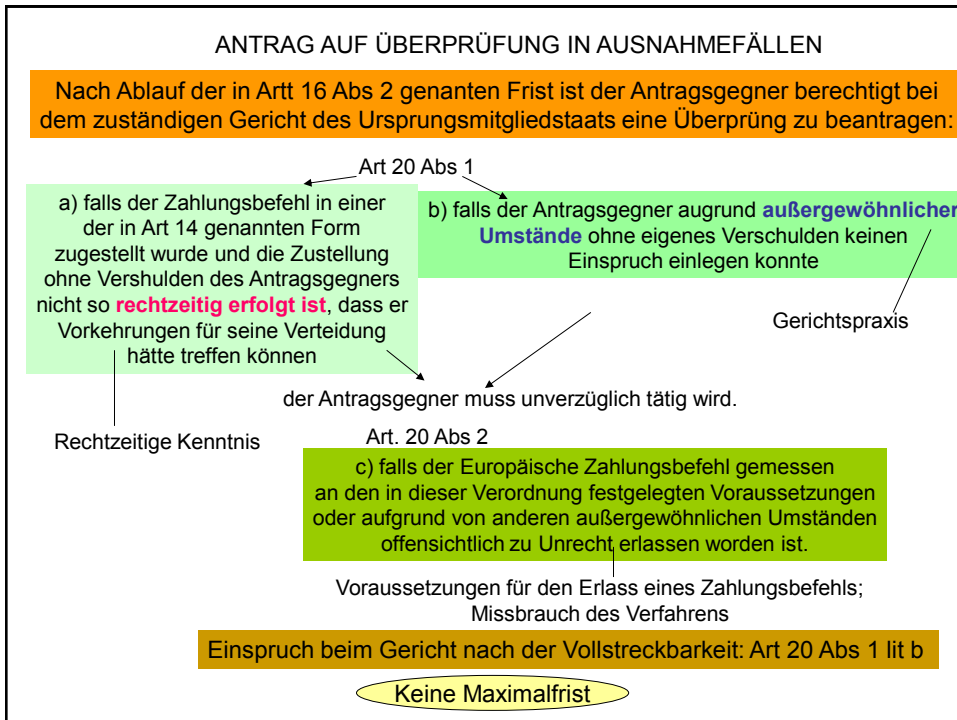 ANTRAG AUF ÜBERPRÜFUNG IN AUSNAHMEFÄLLEN
Nach Ablauf der in Artt 16 Abs 2 genanten Frist ist der Antragsgegner berechtigt bei
dem zuständigen Gericht des Ursprungsmitgliedstaats eine Überprüng zu beantragen:
Art 20 Abs 1
a) falls der Zahlungsbefehl in einer
der in Art 14 genannten Form
zugestellt wurde und die Zustellung
ohne Vershulden des Antragsgegners
nicht so rechtzeitig erfolgt ist, dass er
Vorkehrungen für seine Verteidung
hätte treffen können
b) falls der Antragsgegner augrund außergewöhnlicher
Umstände ohne eigenes Verschulden keinen
Einspruch einlegen konnte
Gerichtspraxis
der Antragsgegner muss unverzüglich tätig wird.
Rechtzeitige Kenntnis
Art. 20 Abs 2
c) falls der Europäische Zahlungsbefehl gemessen
an den in dieser Verordnung festgelegten Voraussetzungen
oder aufgrund von anderen außergewöhnlichen Umständen
offensichtlich zu Unrecht erlassen worden ist.
Voraussetzungen für den Erlass eines Zahlungsbefehls;
Missbrauch des Verfahrens
Einspruch beim Gericht nach der Vollstreckbarkeit: Art 20 Abs 1 lit b
Keine Maximalfrist